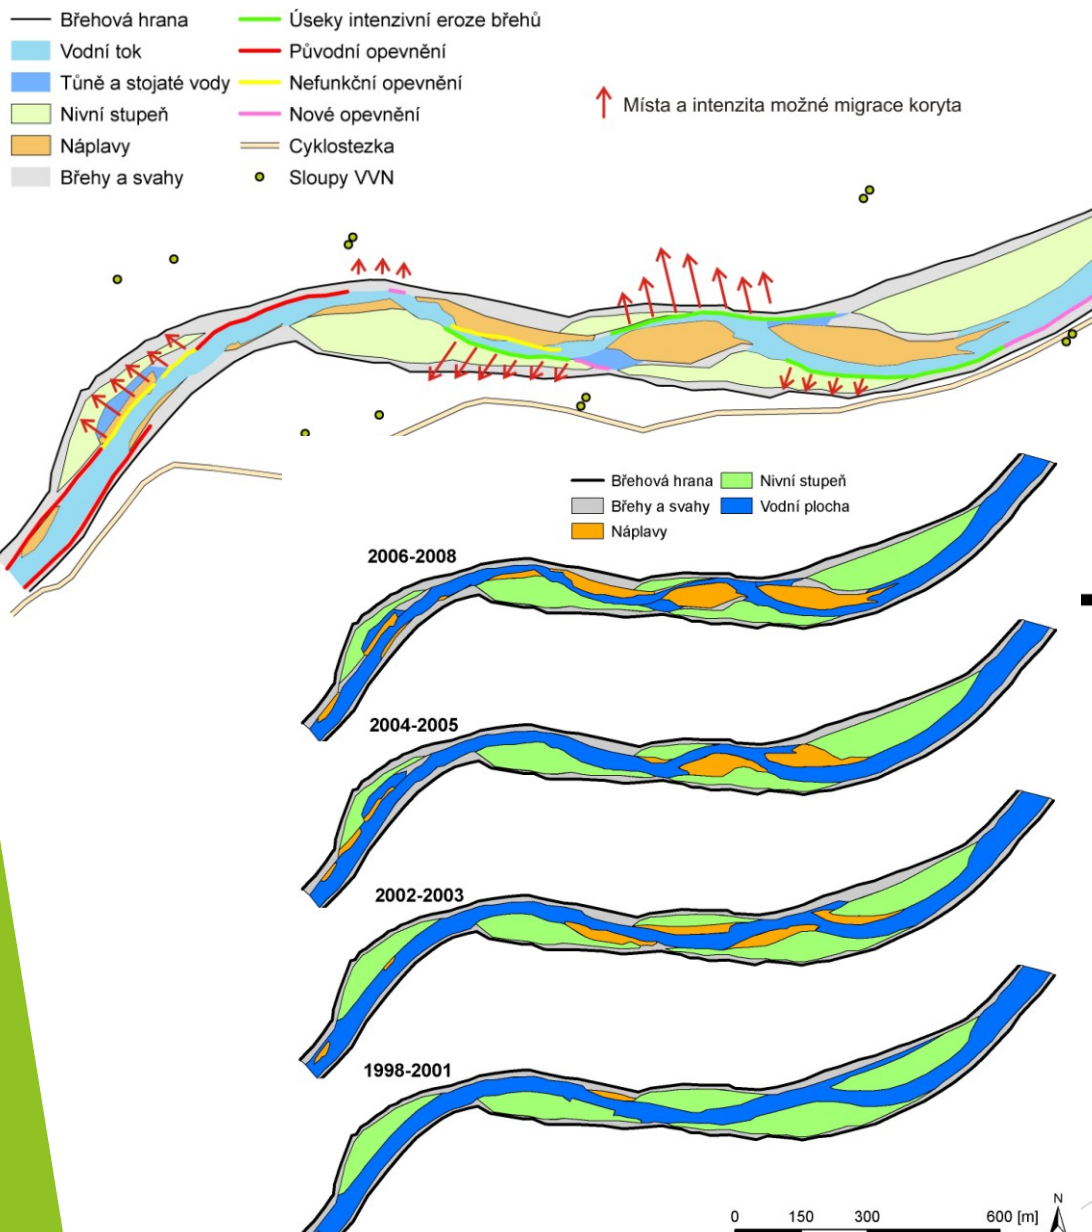 Břehová hrana
Vodní tok
Tůně a stojaté vody
Nivní stupeň
Náplavy
Břehy a svahy
Úseky intenzivní eroze břehů
Původní opevnění
Nefunkční opevnění
Nové opevnění
Cyklostezka
Sloupy VVN
Místa a intenzita možné migrace koryta
Břehová hrana
Břehy a svahy
Náplavy
Nivní stupeň
Vodní plocha
2006-2008
2004-2005
2002-2003
1998-2001
N
0 150 300 600 [m]